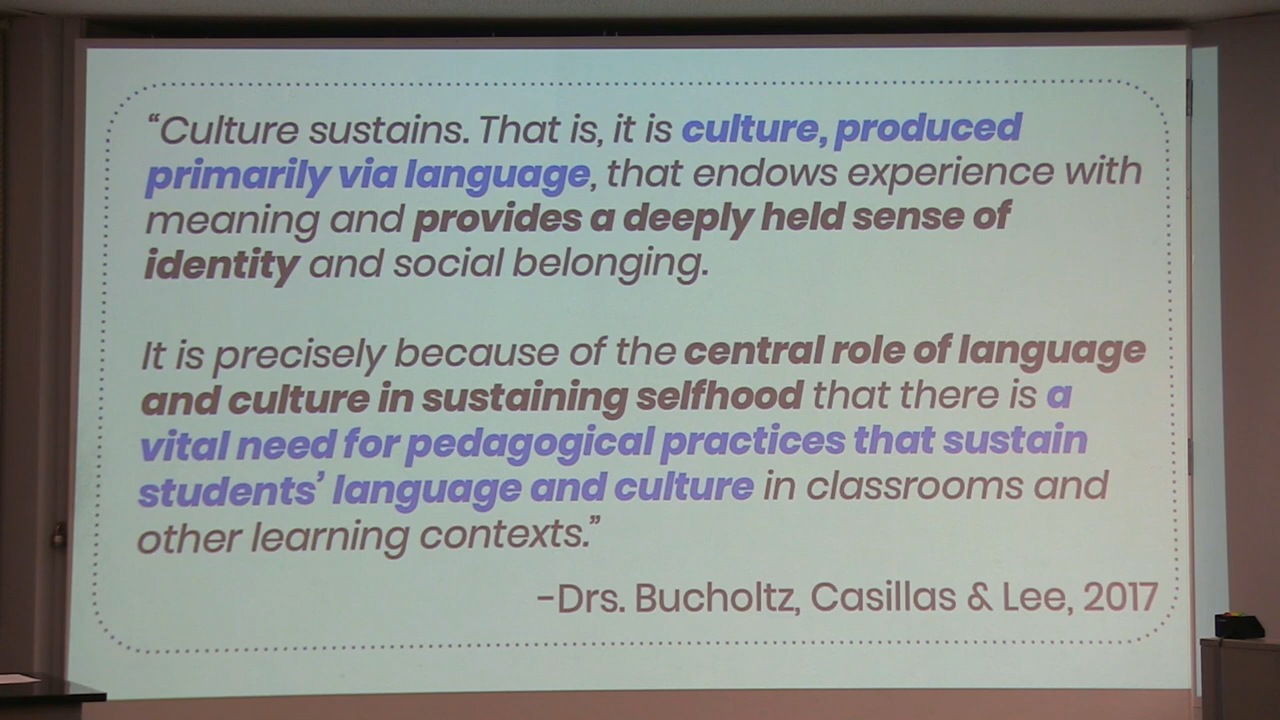 “Culture sustains. That is, it is culture, produced
primarily via language, that endows experience with
meaning and provides a deeply held sense of
identity and social belonging.
It is precisely because of the central role of language
and culture in sustaining selfhood that there is a
vital need for pedagogical practices that sustain
students’ language and culture in classrooms and
other learning contexts.”
-Drs. Bucholtz, Casillas & Lee, 2017